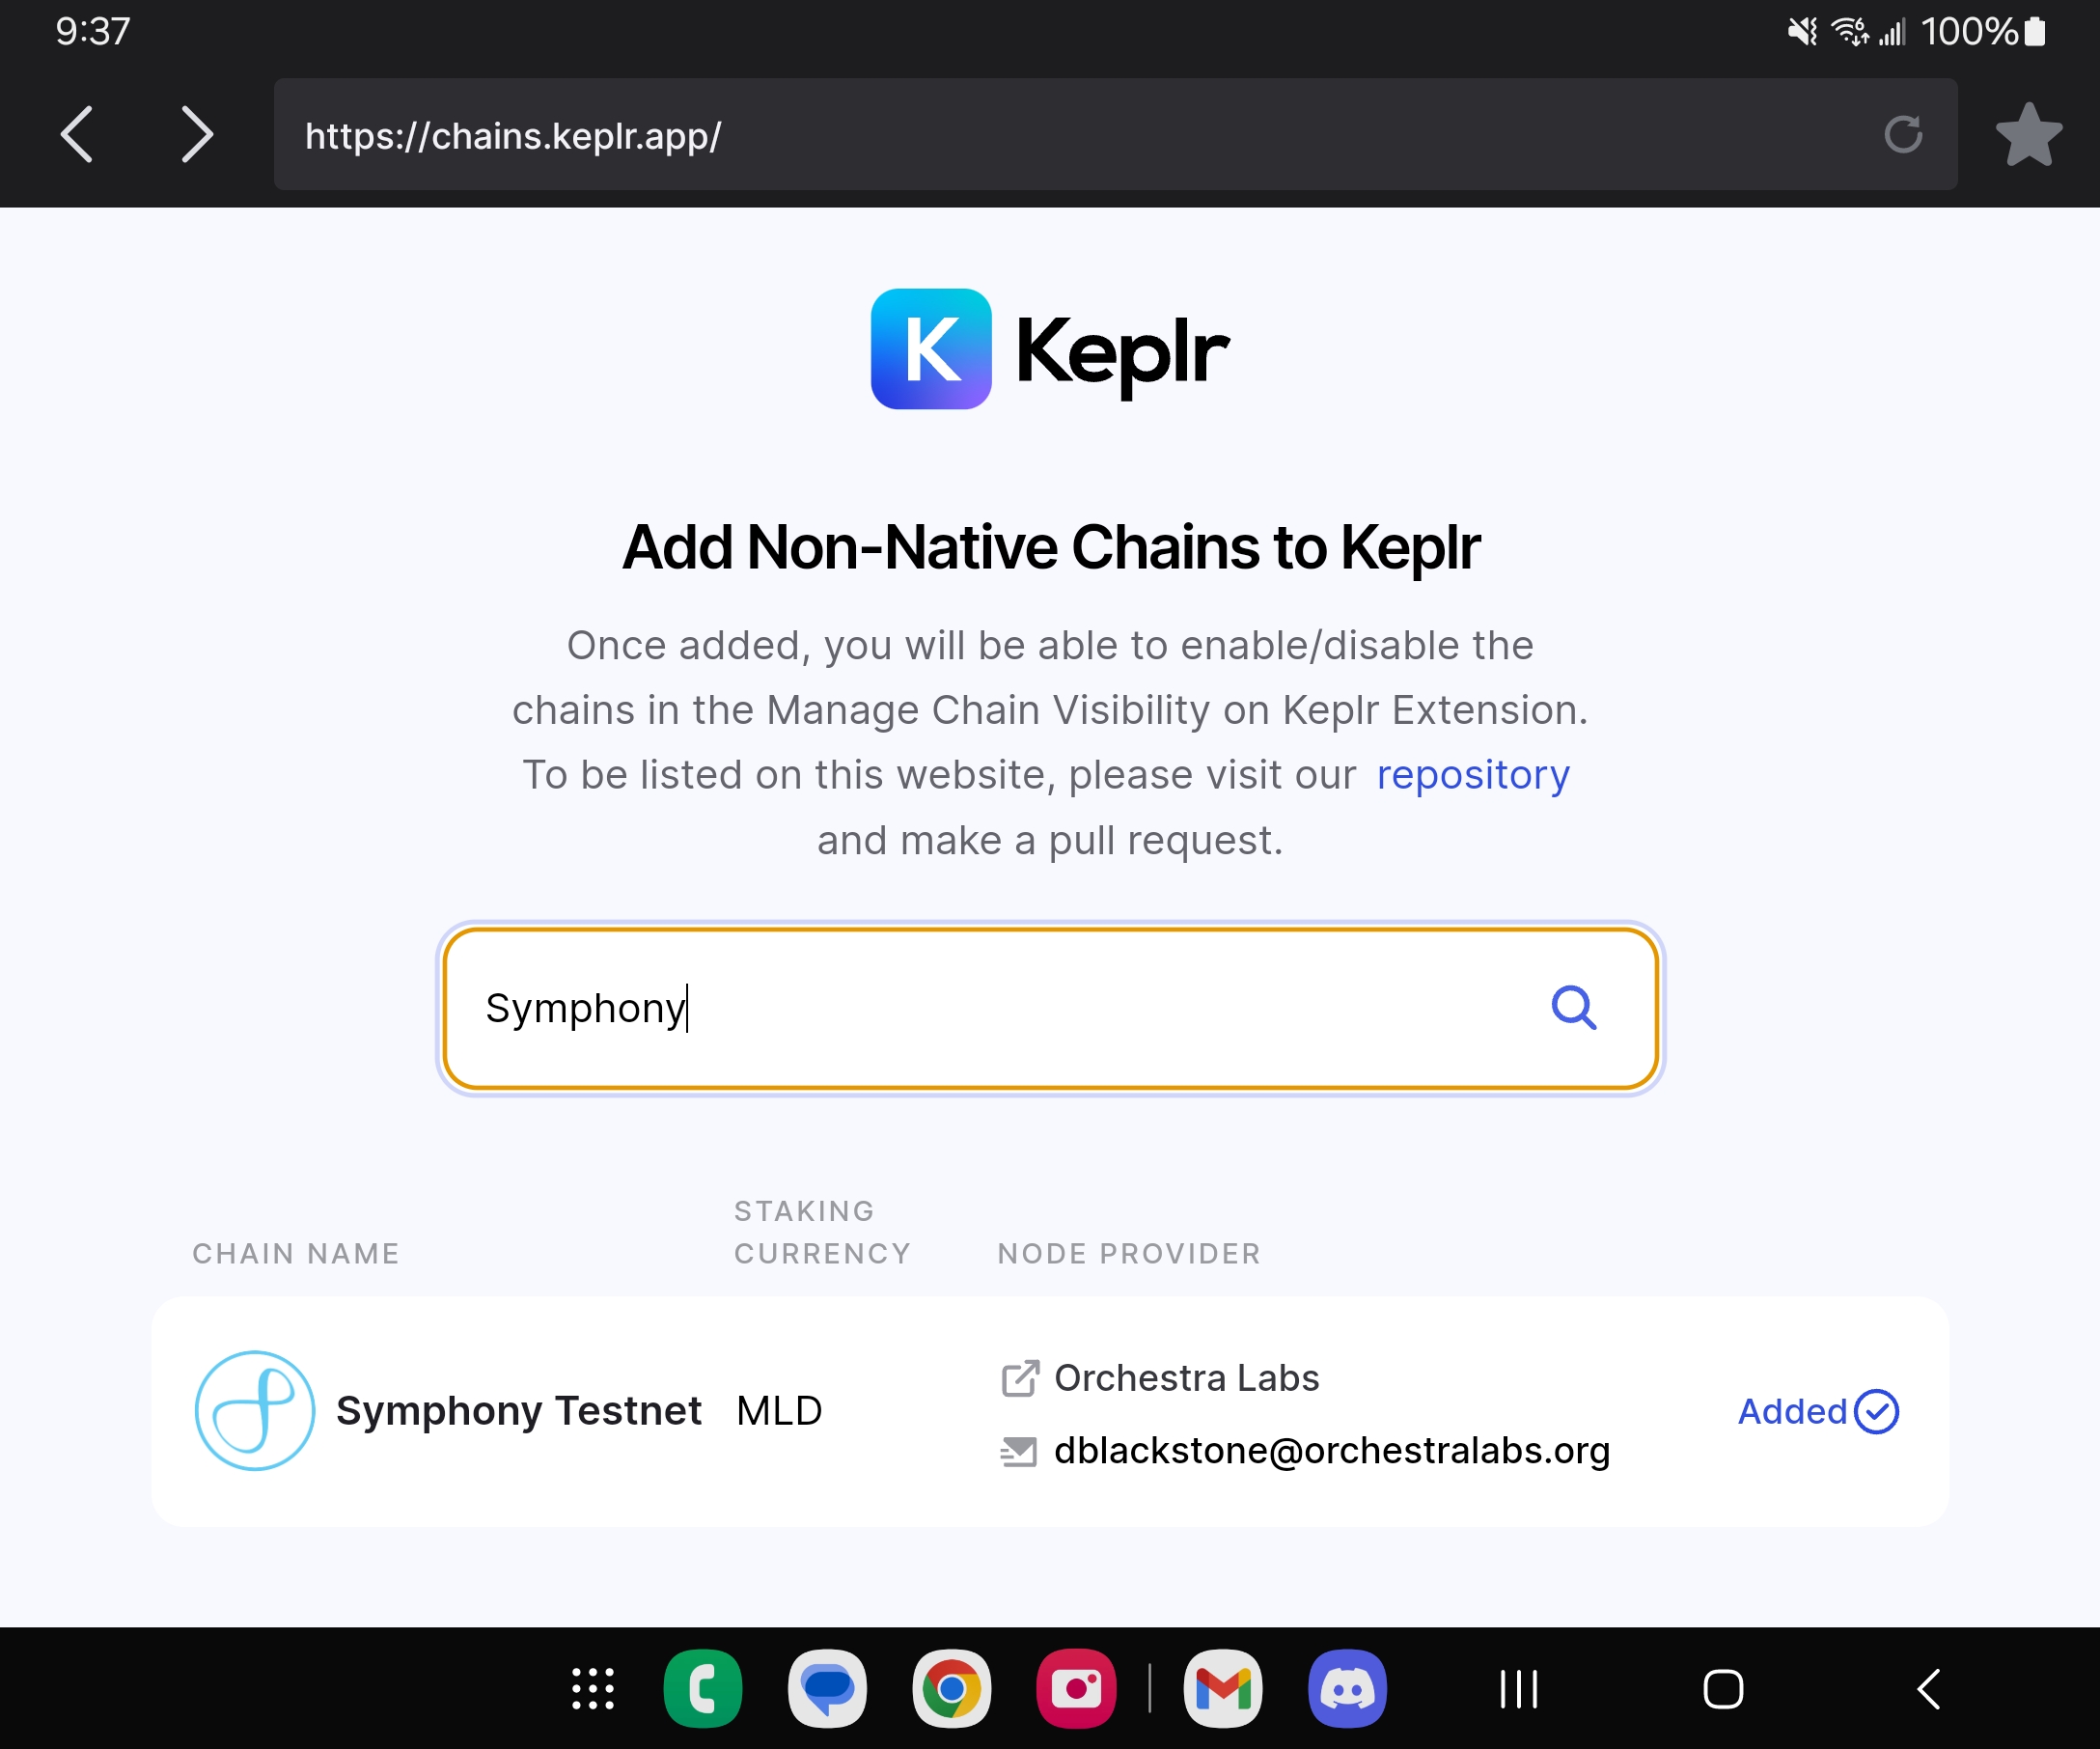 9:37
6
100%
https://chains.keplr.app/
K Keplr
Add Non-Native Chains to Keplr
Once added, you will be able to enable/disable the
chains in the Manage Chain Visibility on Keplr Extension.
To be listed on this website, please visit our repository
and make a pull request.
Symphony
CHAIN NAME
STAKING
CURRENCY
NODE PROVIDER
Symphony Testnet
MLD
Orchestra Labs
dblackstone@orchestralabs.org
Added